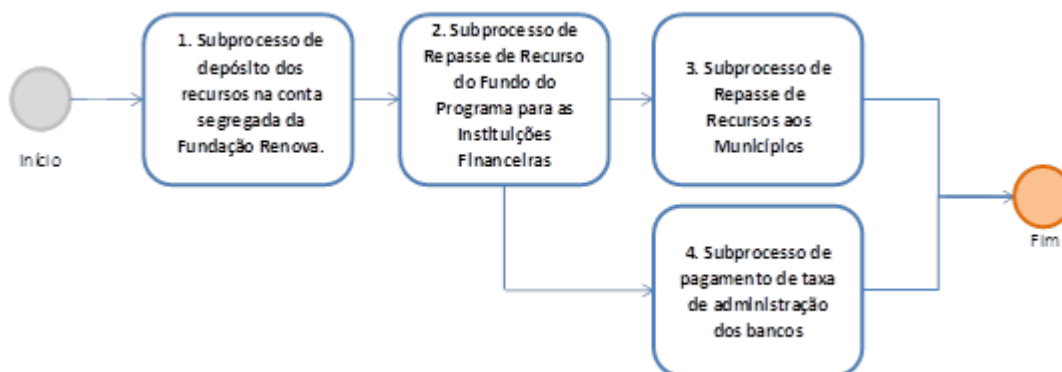 Início
1. Subprocesso de
depósito dos
recursos na conta
segregada da
Fundação Renova.
2. Subprocesso de
Repasse de Recurso
do Fundo do
Programa para as
Instituições
Financeiras
3. Subprocesso de
Repasse de
Recursos aos
Municípios
4. Subprocesso de
pagamento de taxa
de administração
dos bancos
Fim